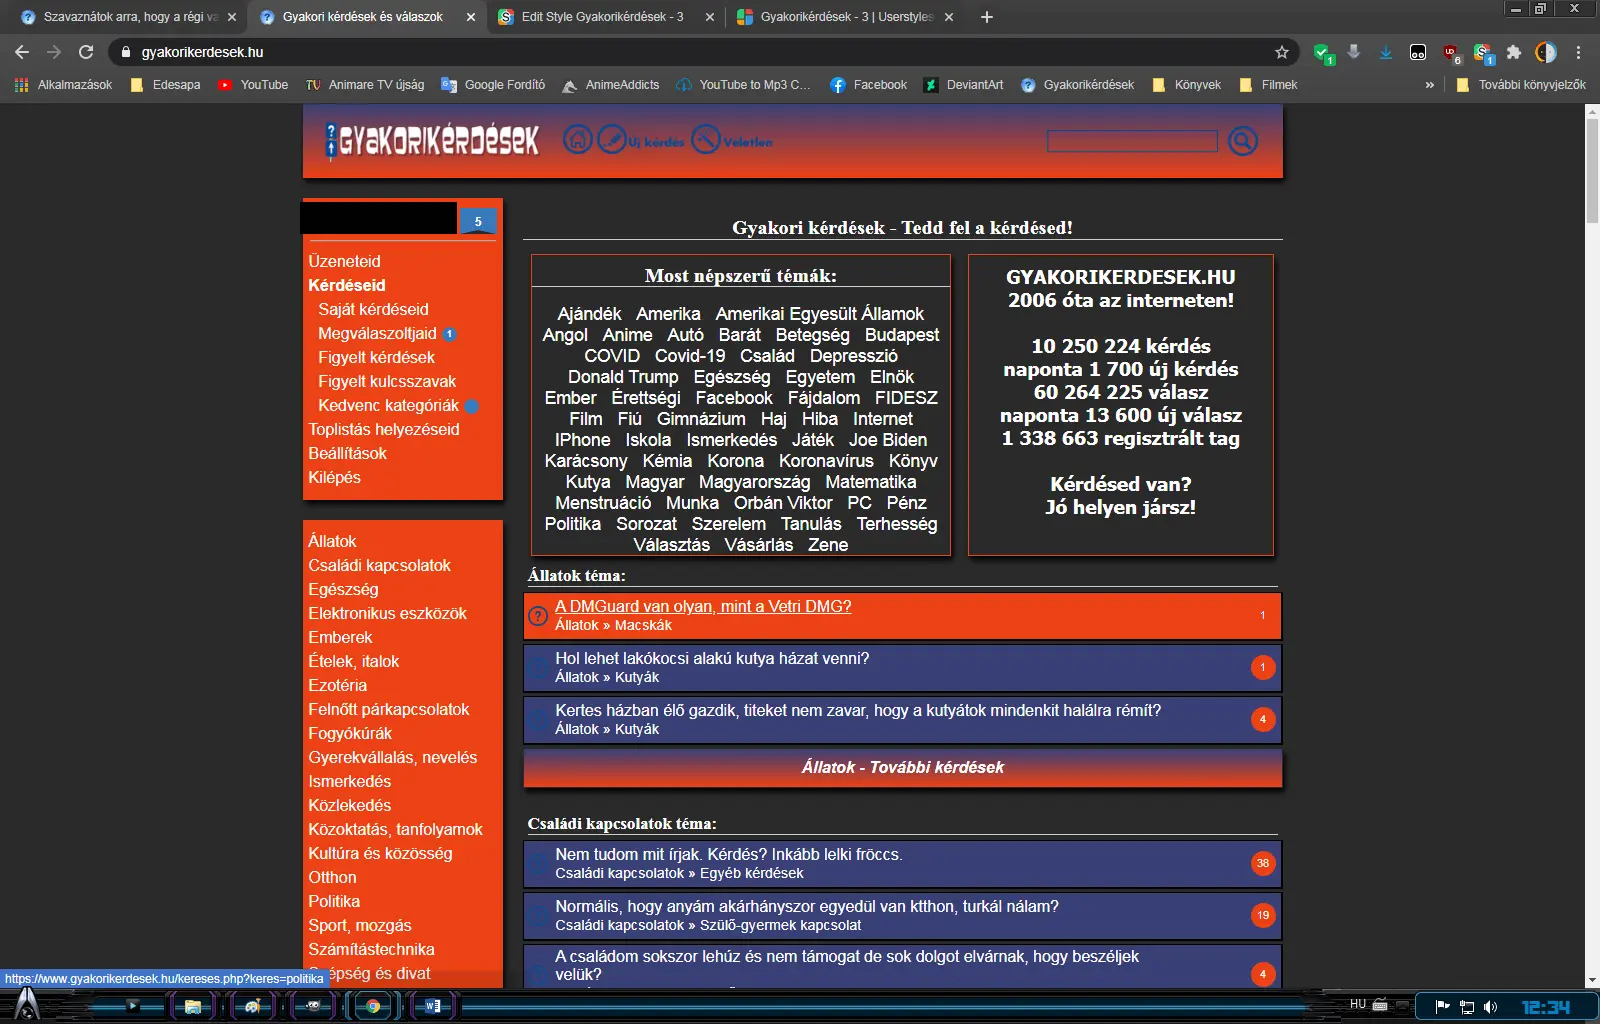 Szavaznátok arra, hogy a régi va
Gyakori kérdések és válaszok
Edit Style Gyakorikérdések - 3
Gyakorikérdések - 3 | Userstyles
gyakorikerdesek.hu
1
6
1
Alkalmazások
Edesapa
YouTube
Animare TV újság
Google Fordító
AnimeAddicts
YouTube to Mp3 C...
Facebook
DeviantArt
Gyakorikérdések
Könyvek
Filmek
»
További könyvjelzők
GYAKORIKÉRDÉSEK
Új kérdés
Véletlen
5
Üzeneteid
Kérdéseid
Saját kérdéseid
Megválaszoltjaid 1
Figyelt kérdések
Figyelt kulcsszavak
Kedvenc kategóriák
Toplistás helyezéseid
Beállítások
Kilépés
Állatok
Családi kapcsolatok
Egészség
Elektronikus eszközök
Emberek
Ételek, italok
Ezotéria
Felnőtt párkapcsolatok
Fogyókúrák
Gyerekvállalás, nevelés
Ismerkedés
Közlekedés
Közoktatás, tanfolyamok
Kultúra és közösség
Otthon
Politika
Sport, mozgás
Számítástechnika
épség és divat
Gyakori kérdések - Tedd fel a kérdésed!
Most népszerű témák:
Ajándék Amerika Amerikai Egyesült Államok
Angol Anime Autó Barát Betegség Budapest
COVID Covid-19 Család Depresszió
Donald Trump Egészség Egyetem Elnök
Ember Érettségi Facebook Fájdalom FIDESZ
Film Fiú Gimnázium Haj Hiba Internet
IPhone Iskola Ismerkedés Játék Joe Biden
Karácsony Kémia Korona Koronavírus Könyv
Kutya Magyar Magyarország Matematika
Menstruáció Munka Orbán Viktor PC Pénz
Politika Sorozat Szerelem Tanulás Terhesség
Választás Vásárlás Zene
GYAKORIKERDESEK.HU
2006 óta az interneten!
10 250 224 kérdés
naponta 1 700 új kérdés
60 264 225 válasz
naponta 13 600 új válasz
1 338 663 regisztrált tag
Kérdésed van?
Jó helyen jársz!
Állatok téma:
A DMGuard van olyan, mint a Vetri DMG?
Állatok » Macskák
1
Hol lehet lakókocsi alakú kutya házat venni?
Állatok » Kutyák
1
Kertes házban élő gazdik, titeket nem zavar, hogy a kutyátok mindenkit halálra rémít?
Állatok » Kutyák
4
Állatok - További kérdések
Családi kapcsolatok téma:
Nem tudom mit írjak. Kérdés? Inkább lelki fröccs.
Családi kapcsolatok » Egyéb kérdések
38
Normális, hogy anyám akárhányszor egyedül van ktthon, turkál nálam?
Családi kapcsolatok » Szülő-gyermek kapcsolat
19
A családom sokszor lehúz és nem támogat de sok dolgot elvárnak, hogy beszéljek
velük?
4
https://www.gyakorikerdesek.hu/kereses.php?keres=politika
HU
12:34